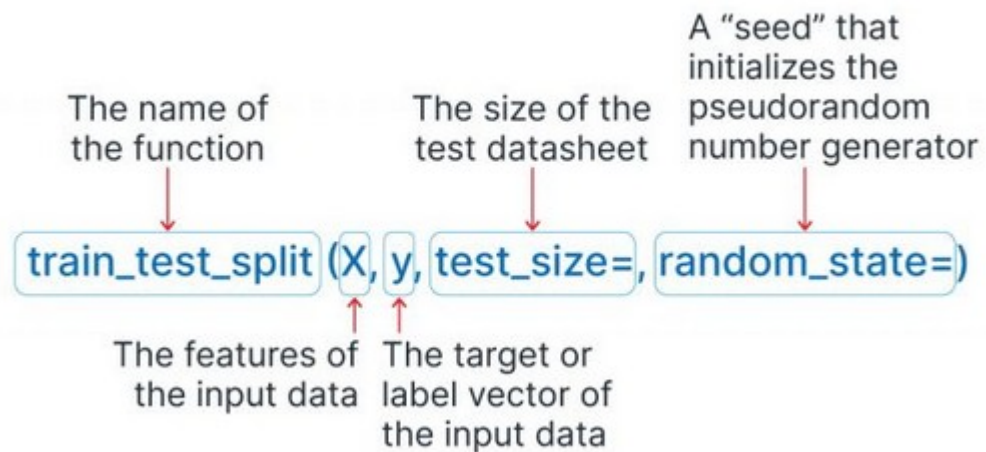 The name of
the function
The size of the
test datasheet
A “seed” that
initializes the
pseudorandom
number generator
train_test_split (X, y, test_size=, random_state=)
The features of
the input data
The target or
label vector of
the input data